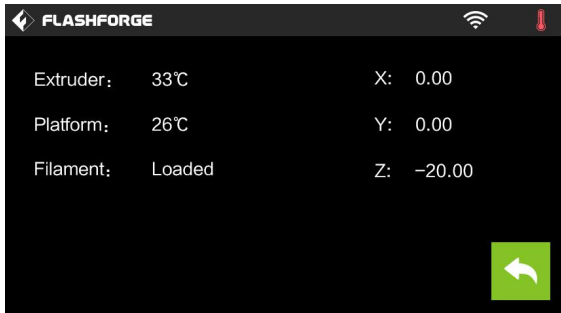 FLASHFORGE
Extruder: 33℃ X: 0.00
Platform: 26℃ Y: 0.00
Filament: Loaded Z: -20.00